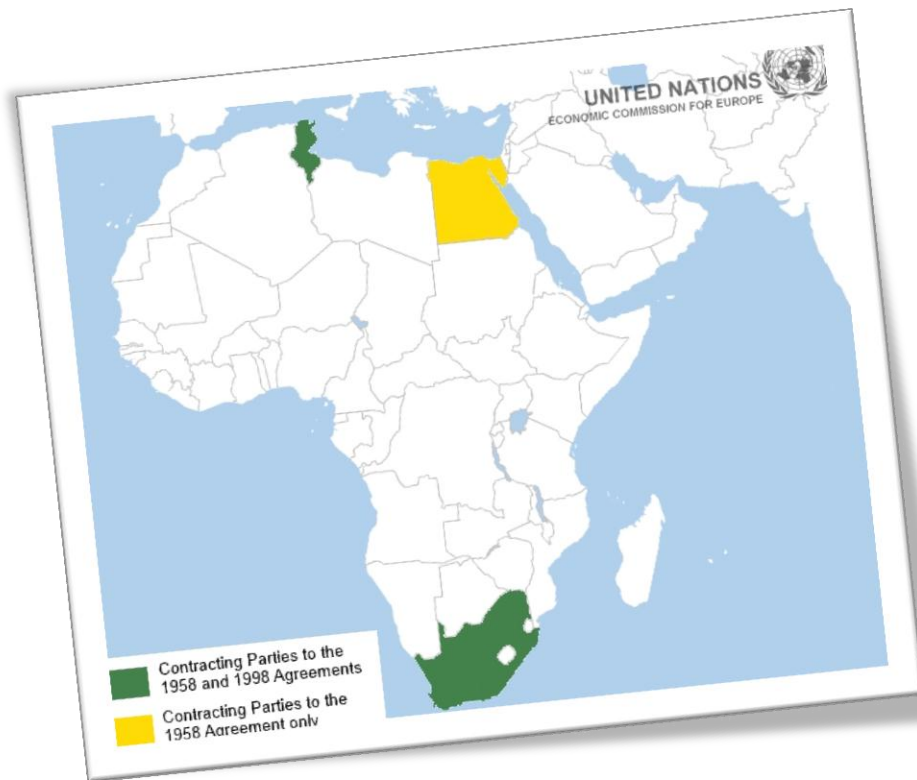 UNITED NATIONS
ECONOMIC COMMISSION FOR EUROPE
Contracting Parties to the
1958 and 1998 Agreements
Contracting Parties to the
1958 Agreement only